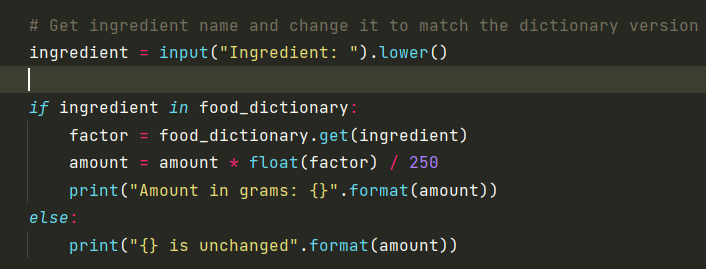 # Get ingredient name and change it to match the dictionary version
ingredient = input("Ingredient: ").lower()
if ingredient in food_dictionary:
    factor = food_dictionary.get(ingredient)
    amount = amount * float(factor) / 250
    print("Amount in grams: {}".format(amount))
else:
    print("{} is unchanged".format(amount))